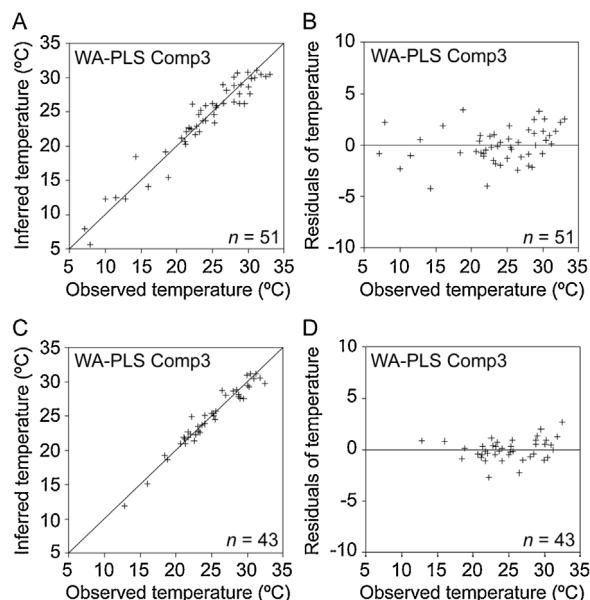 A
WA-PLS Comp3
Inferred temperature (ºC)
35
30
25
20
15
10
5
n = 51
5 10 15 20 25 30 35
Observed temperature (ºC)
B
WA-PLS Comp3
Residuals of temperature
10
5
0
-5
-10
n = 51
5 10 15 20 25 30 35
Observed temperature (ºC)
C
WA-PLS Comp3
Inferred temperature (ºC)
35
30
25
20
15
10
5
n = 43
5 10 15 20 25 30 35
Observed temperature (ºC)
D
WA-PLS Comp3
Residuals of temperature
10
5
0
-5
-10
n = 43
5 10 15 20 25 30 35
Observed temperature (ºC)